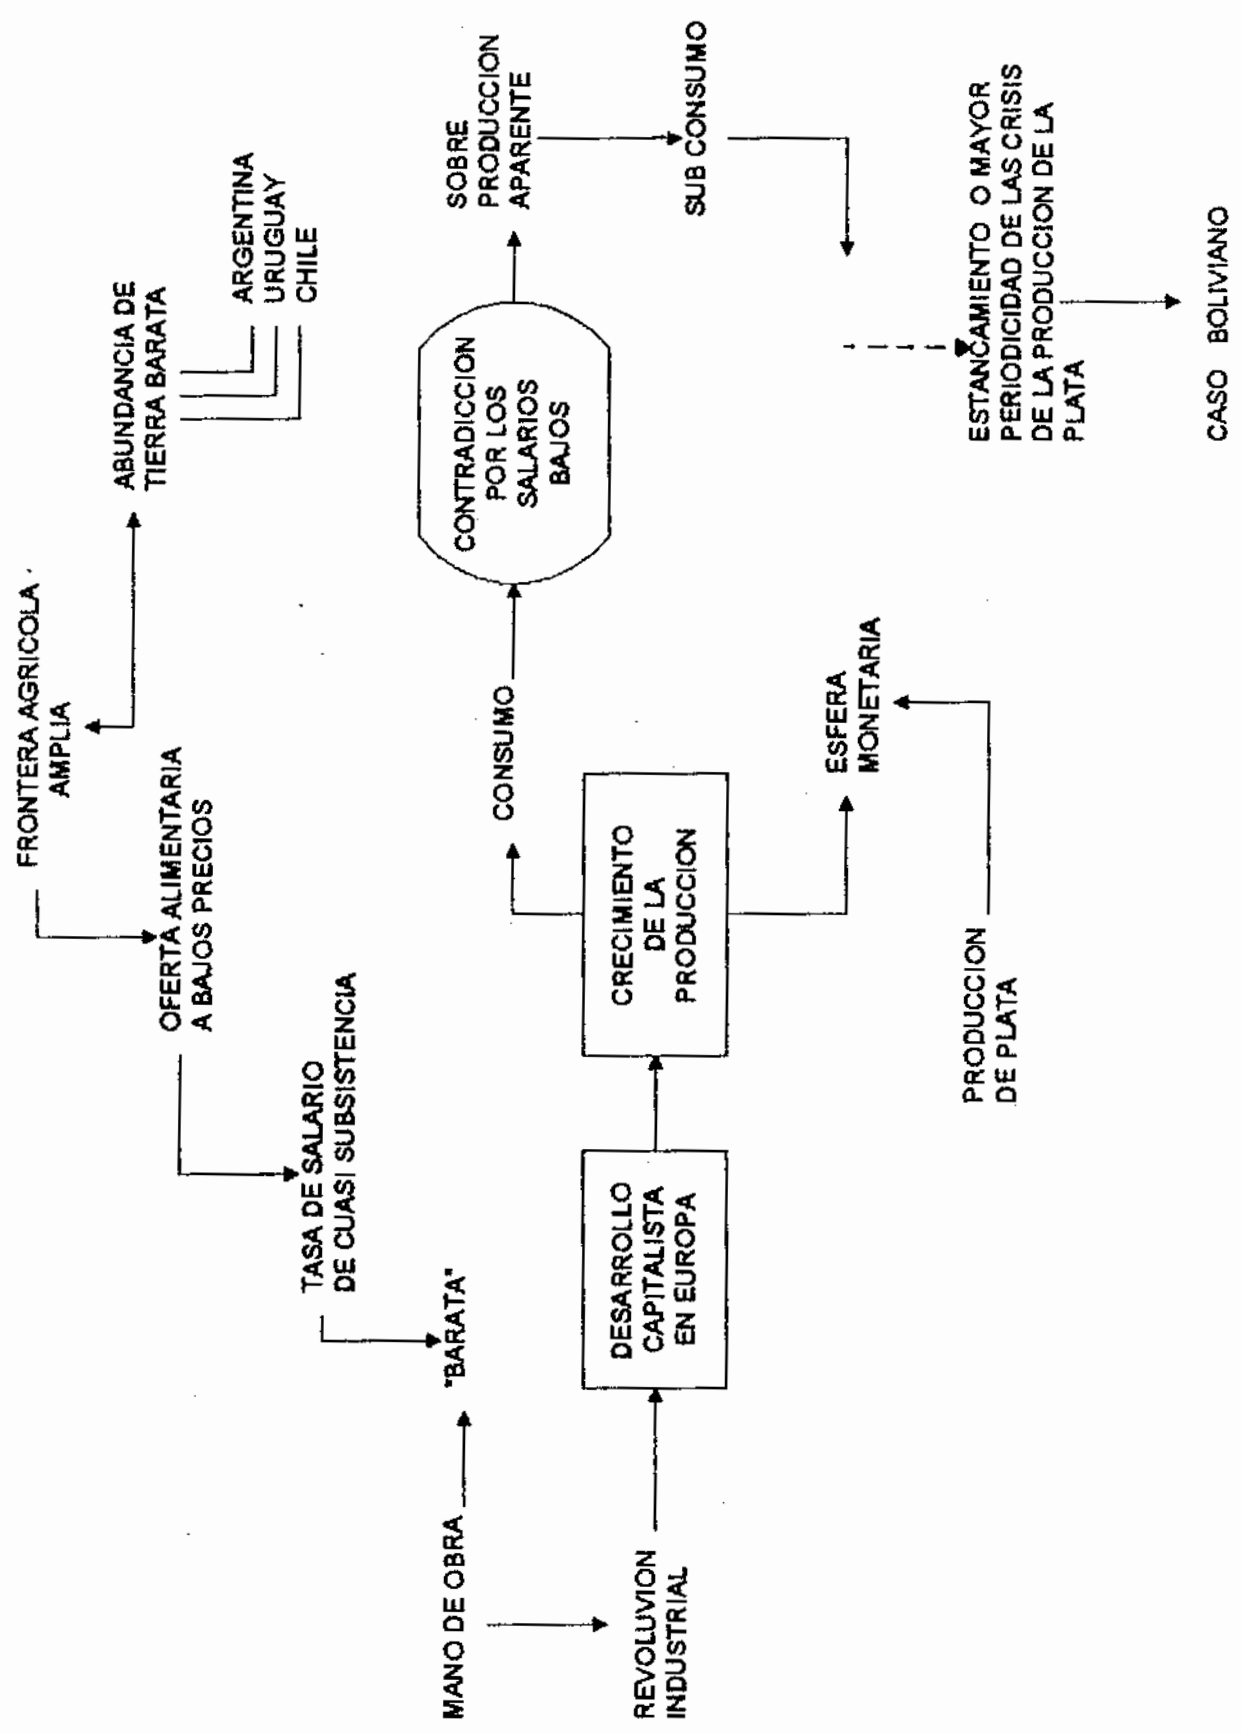 FRONTERA AGRICOLA
AMPLIA
ABUNDANCIA DE
TIERRA BARATA
ARGENTINA
URUGUAY
CHILE
OFERTA ALIMENTARIA
A BAJOS PRECIOS
TASA DE SALARIO
DE CUASI SUBSISTENCIA
MANO DE OBRA
"BARATA"
REVOLUVION
INDUSTRIAL
DESARROLLO
CAPITALISTA
EN EUROPA
CRECIMIENTO
DE LA
PRODUCCION
CONSUMO
CONTRADICCION
POR LOS
SALARIOS
BAJOS
SOBRE
PRODUCCION
APARENTE
SUB CONSUMO
ESFERA
MONETARIA
PRODUCCION
DE PLATA
ESTANCAMIENTO O MAYOR
PERIODICIDAD DE LAS CRISIS
DE LA PRODUCCION DE LA
PLATA
CASO BOLIVIANO